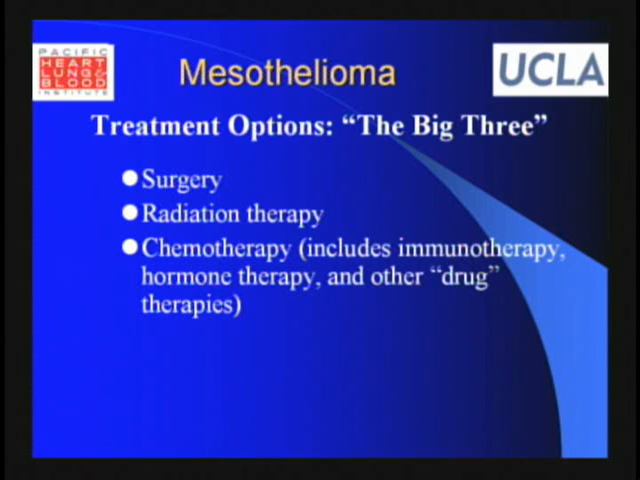 PACIFIC
HEART
LUNG &
BLOOD
INSTITUTE
Mesothelioma
UCLA
Treatment Options: “The Big Three”
Surgery
Radiation therapy
Chemotherapy (includes immunotherapy,
hormone therapy, and other “drug”
therapies)